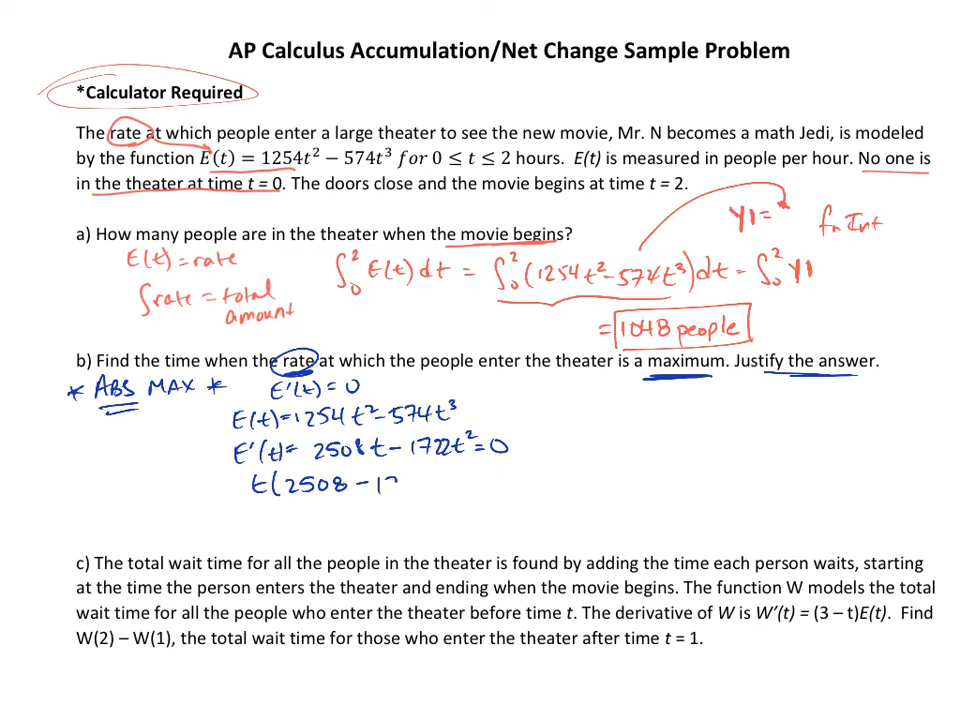 AP Calculus Accumulation/Net Change Sample Problem
*Calculator Required
The rate at which people enter a large theater to see the new movie, Mr. N becomes a math Jedi, is modeled
by the function E(t) = 1254t² − 574t³ for 0 ≤ t ≤ 2 hours. E(t) is measured in people per hour. No one is
in the theater at time t = 0. The doors close and the movie begins at time t = 2.
Y1 = * fnInt
a) How many people are in the theater when the movie begins?
E(t) = rate
∫₀² E(t) dt = ∫₀² (1254t² − 574t³) dt = ∫₀² Y1
∫rate = total
amount
= 1048 people
b) Find the time when the rate at which the people enter the theater is a maximum. Justify the answer.
* ABS MAX * E'(t) = 0
E(t) = 1254t² − 574t³
E'(t) = 2508t − 1722t² = 0
t(2508 − 17
c) The total wait time for all the people in the theater is found by adding the time each person waits, starting
at the time the person enters the theater and ending when the movie begins. The function W models the total
wait time for all the people who enter the theater before time t. The derivative of W is W'(t) = (3 – t)E(t). Find
W(2) – W(1), the total wait time for those who enter the theater after time t = 1.